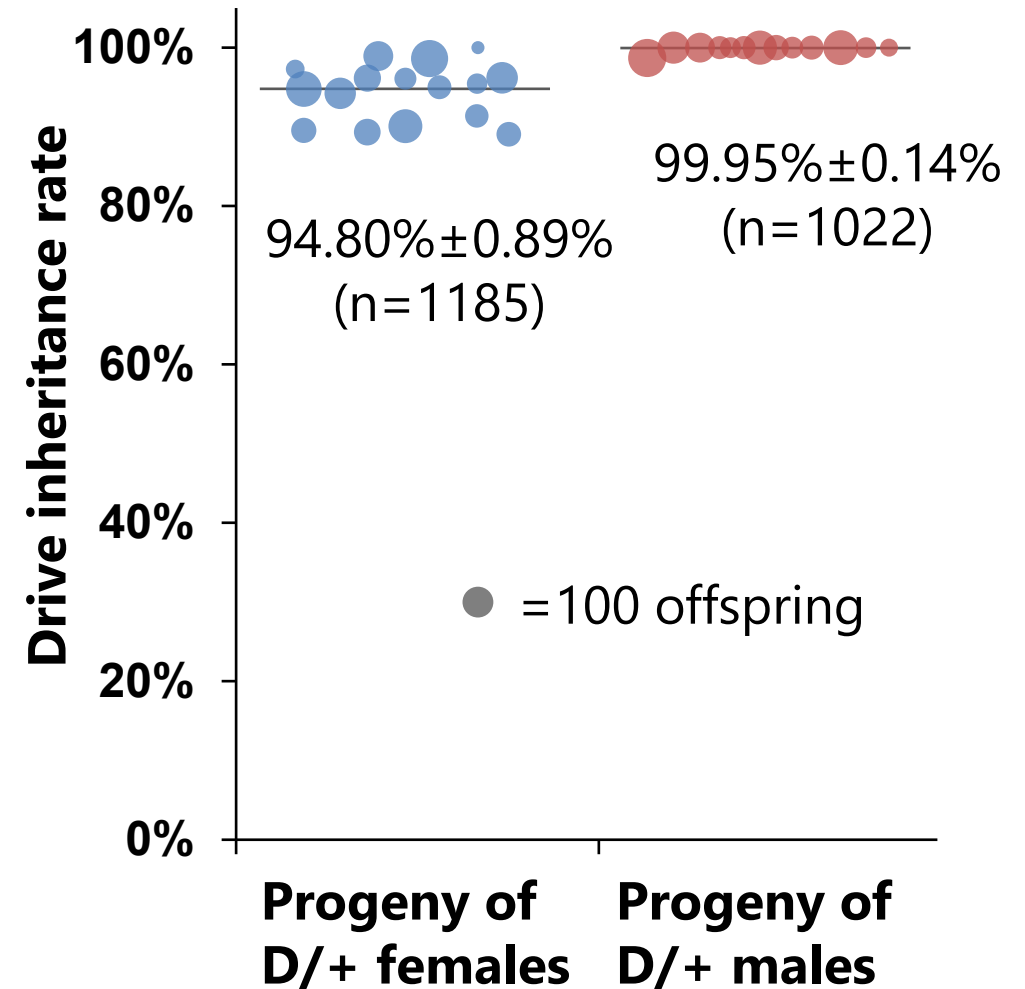 Drive inheritance rate
100%
80%
60%
40%
20%
0%
94.80%±0.89%
(n=1185)
99.95%±0.14%
(n=1022)
=100 offspring
Progeny of
D/+ females
Progeny of
D/+ males